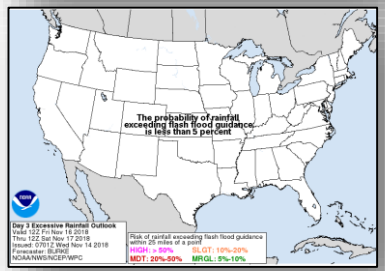 The probability of rainfall
exceeding flash flood guidance
is less than 5 percent
noaa
Day 3 Excessive Rainfall Outlook
Valid 12Z Fri Nov 16 2018
Thru 12Z Sat Nov 17 2018
Issued: 0701Z Wed Nov 14 2018
Forecaster: BURKE
NOAA/NWS/NCEP/WPC
Risk of rainfall exceeding flash flood guidance
within 25 miles of a point
HIGH: > 50% SLGT: 10%-20%
MDT: 20%-50% MRGL: 5%-10%